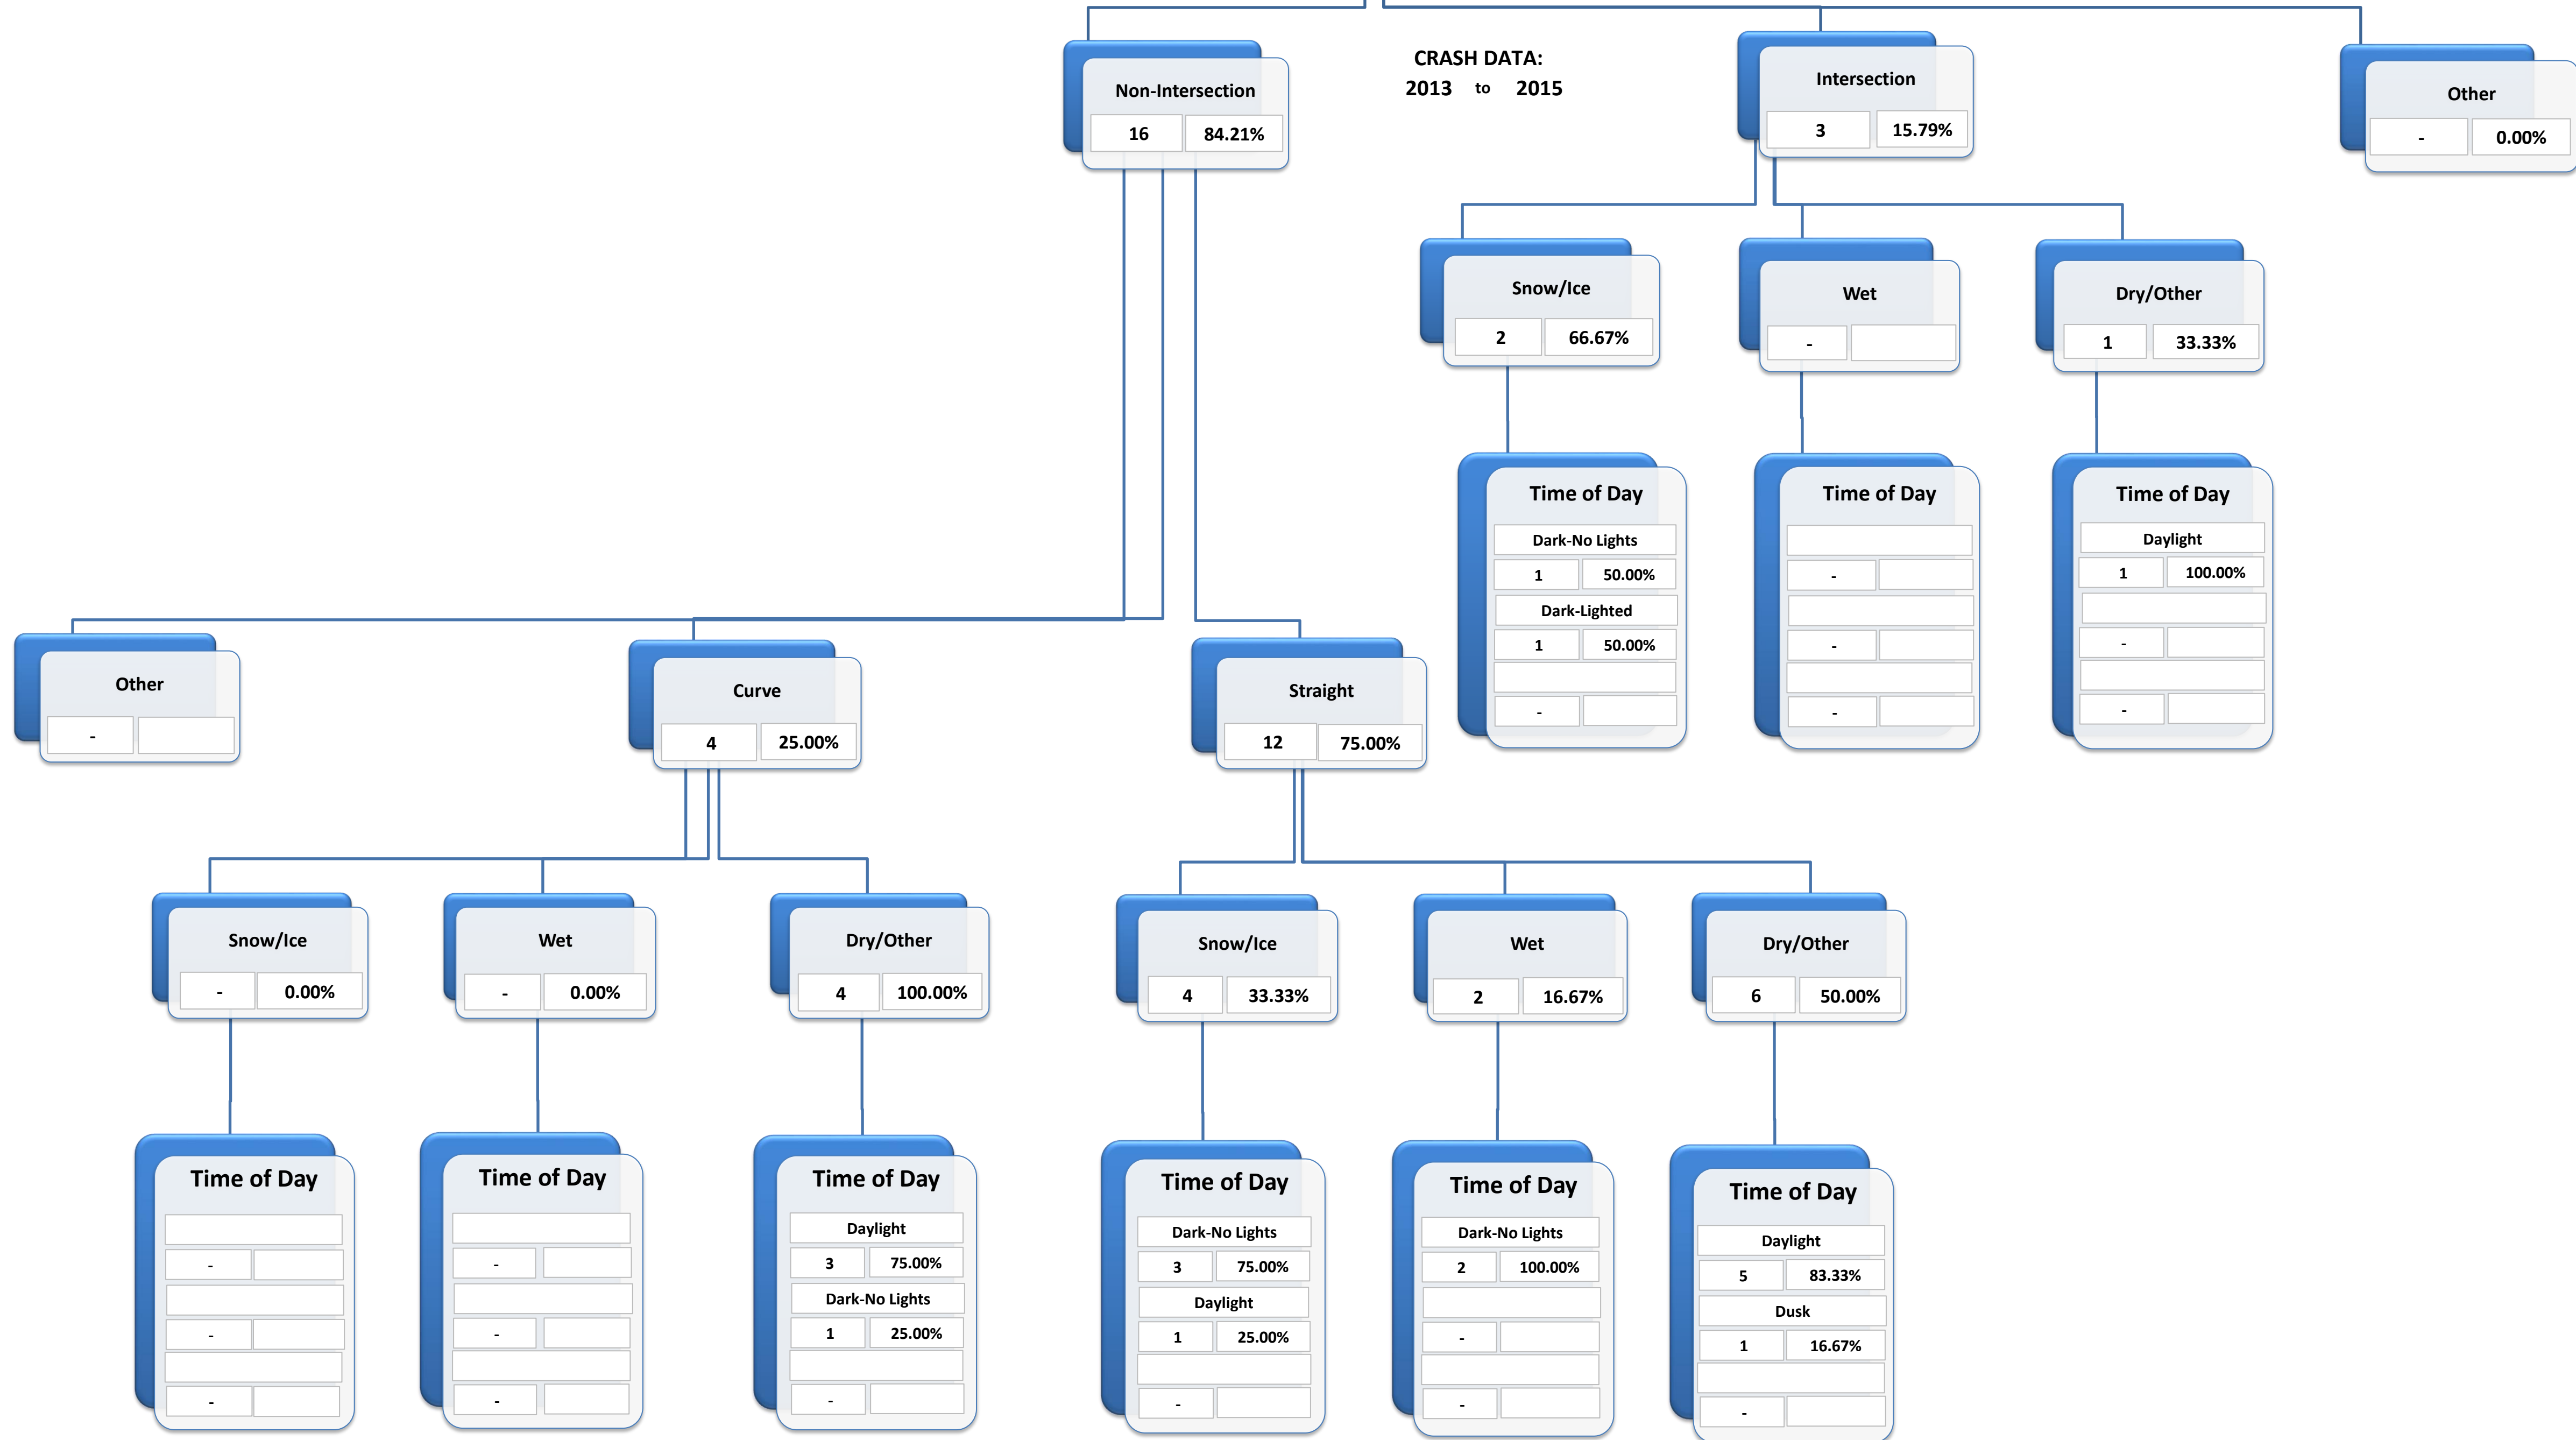 CRASH DATA:
2013 to 2015
Non-Intersection
16 84.21%
Intersection
3 15.79%
Other
- 0.00%
Snow/Ice
2 66.67%
Wet
-
Dry/Other
1 33.33%
Time of Day
Dark-No Lights
1 50.00%
Dark-Lighted
1 50.00%
-
Time of Day
-
-
-
Time of Day
Daylight
1 100.00%
-
-
Other
-
Curve
4 25.00%
Straight
12 75.00%
Snow/Ice
- 0.00%
Wet
- 0.00%
Dry/Other
4 100.00%
Snow/Ice
4 33.33%
Wet
2 16.67%
Dry/Other
6 50.00%
Time of Day
-
-
-
Time of Day
-
-
-
Time of Day
Daylight
3 75.00%
Dark-No Lights
1 25.00%
-
Time of Day
Dark-No Lights
3 75.00%
Daylight
1 25.00%
-
Time of Day
Dark-No Lights
2 100.00%
-
-
Time of Day
Daylight
5 83.33%
Dusk
1 16.67%
-